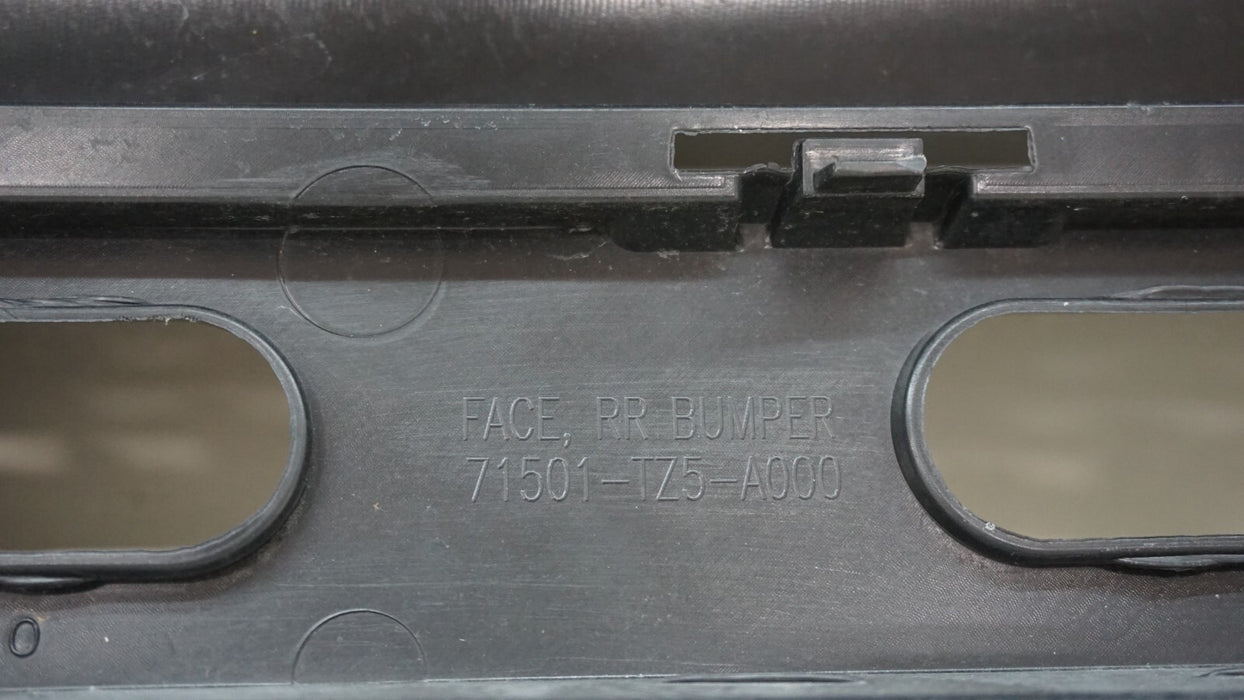 FACE, RR BUMPER
71501-TZ5-A000
O